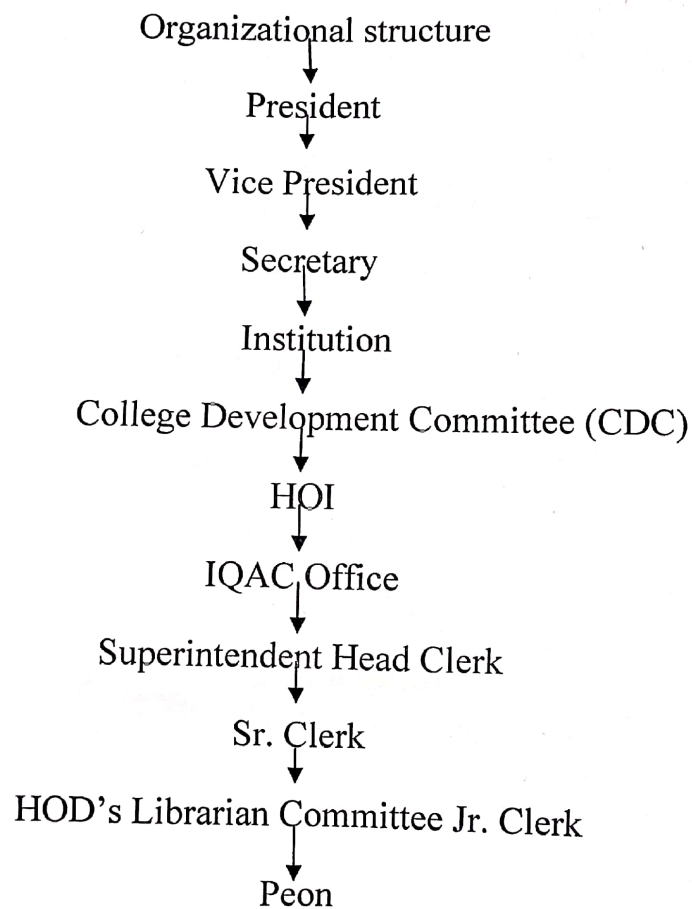 Organizational structure
President
Vice President
Secretary
Institution
College Development Committee (CDC)
HOI
IQAC Office
Superintendent Head Clerk
Sr. Clerk
HOD's Librarian Committee Jr. Clerk
Peon